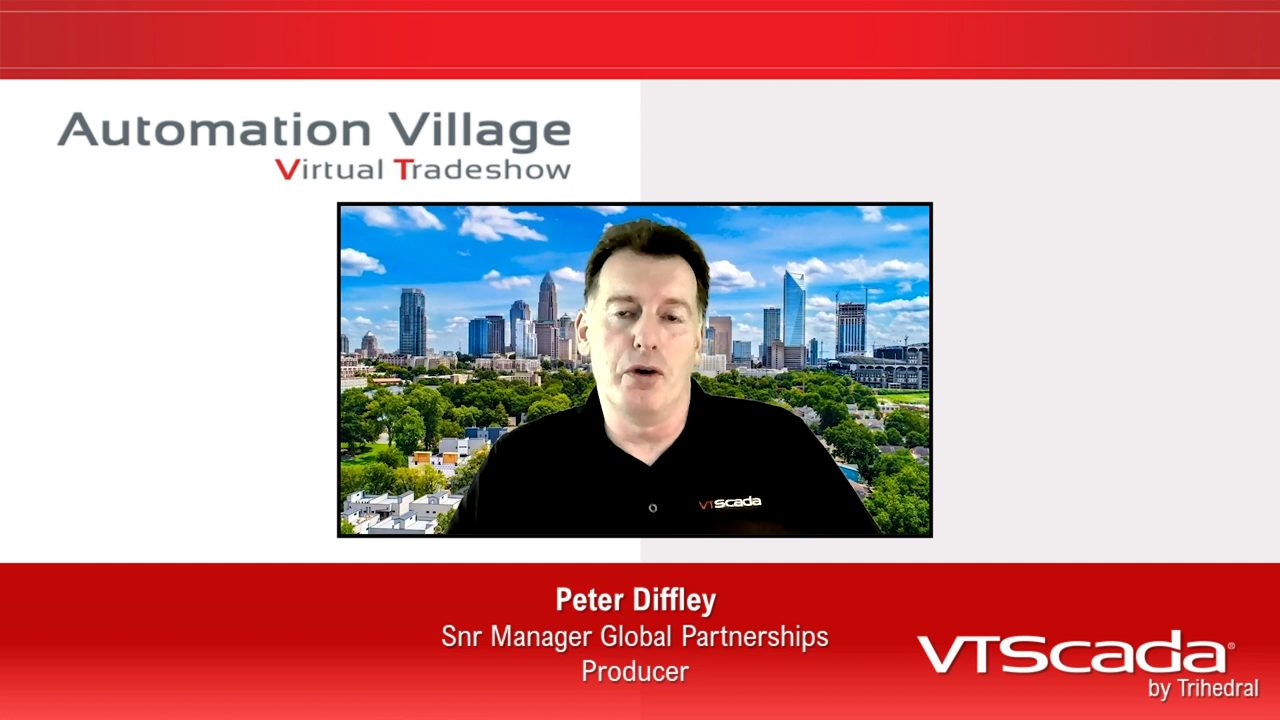 Automation Village
Virtual Tradeshow
VTScada
Peter Diffley
Snr Manager Global Partnerships
Producer
VTScada®
by Trihedral